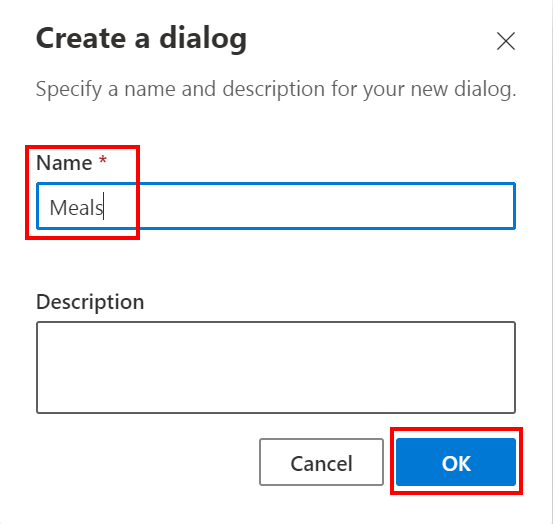 Create a dialog
Specify a name and description for your new dialog.
Name *
Meals
Description
Cancel
OK